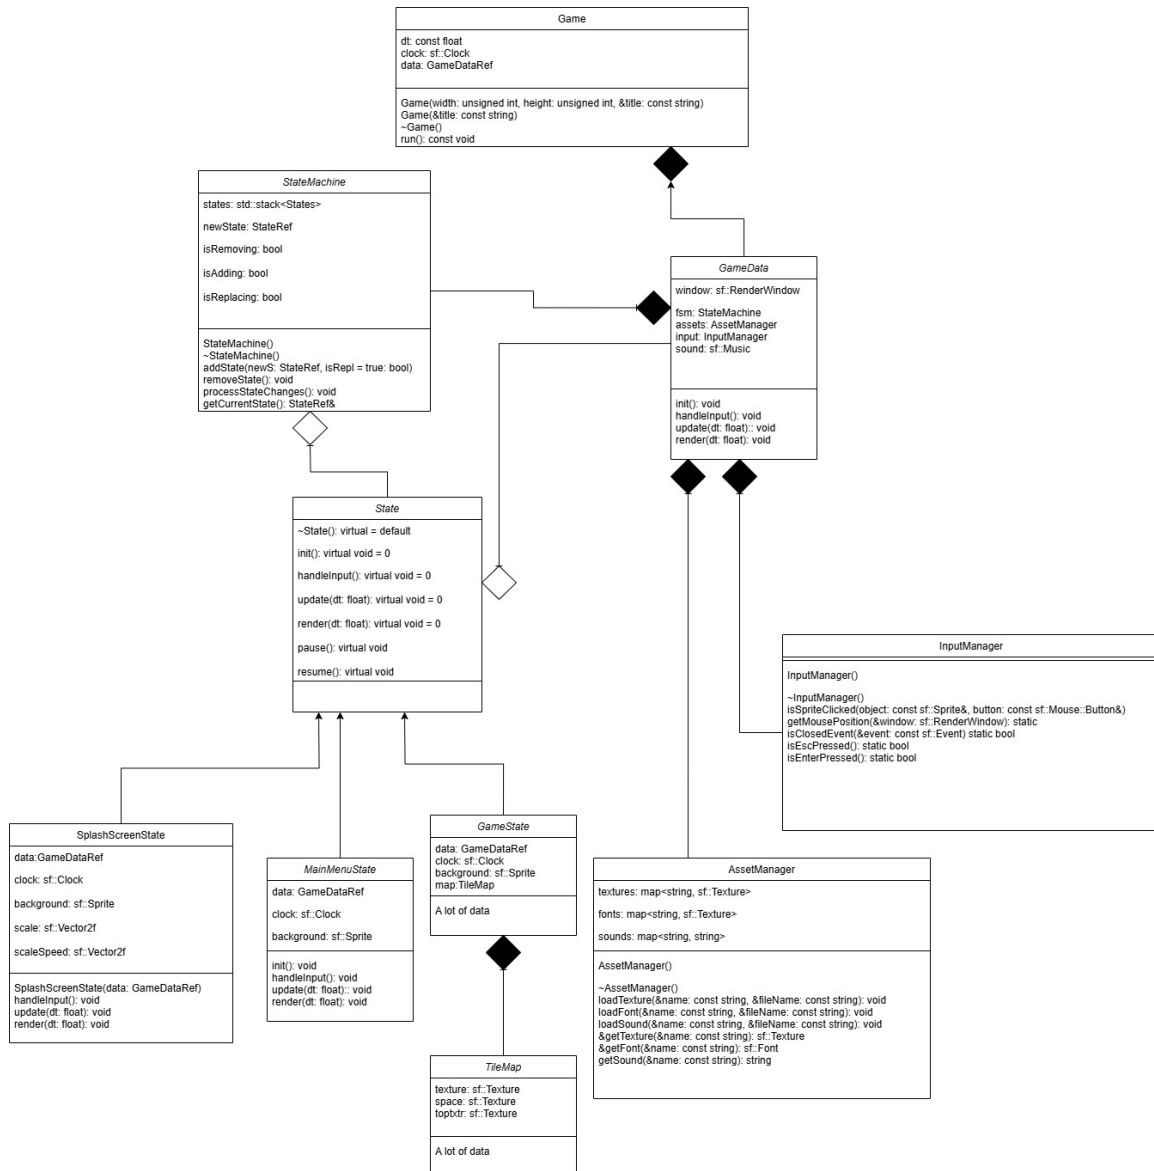 Game
dt: const float
clock: sf::Clock
data: GameDataRef
Game(width: unsigned int, height: unsigned int, &title: const string)
Game(&title: const string)
~Game()
run(): const void
StateMachine
states: std::stack<States>
newState: StateRef
isRemoving: bool
isAdding: bool
isReplacing: bool
StateMachine()
~StateMachine()
addState(newS: StateRef, isRepl = true: bool)
removeState(): void
processStateChanges(): void
getCurrentState(): StateRef&
GameData
window: sf::RenderWindow
fsm: StateMachine
assets: AssetManager
input: InputManager
sound: sf::Music
init(): void
handleInput(): void
update(dt: float):: void
render(dt: float): void
State
~State(): virtual = default
init(): virtual void = 0
handleInput(): virtual void = 0
update(dt: float): virtual void = 0
render(dt: float): virtual void = 0
pause(): virtual void
resume(): virtual void
InputManager
InputManager()
~InputManager()
isSpriteClicked(object: const sf::Sprite&, button: const sf::Mouse::Button&)
getMousePosition(&window: sf::RenderWindow): static
isClosedEvent(&event: const sf::Event) static bool
isEscPressed(): static bool
isEnterPressed(): static bool
SplashScreenState
data:GameDataRef
clock: sf::Clock
background: sf::Sprite
scale: sf::Vector2f
scaleSpeed: sf::Vector2f
SplashScreenState(data: GameDataRef)
handleInput(): void
update(dt: float): void
render(dt: float): void
MainMenuState
data: GameDataRef
clock: sf::Clock
background: sf::Sprite
init(): void
handleInput(): void
update(dt: float):: void
render(dt: float): void
GameState
data: GameDataRef
clock: sf::Clock
background: sf::Sprite
map:TileMap
A lot of data
AssetManager
textures: map<string, sf::Texture>
fonts: map<string, sf::Texture>
sounds: map<string, string>
AssetManager()
~AssetManager()
loadTexture(&name: const string, &fileName: const string): void
loadFont(&name: const string, &fileName: const string): void
loadSound(&name: const string, &fileName: const string): void
&getTexture(&name: const string): sf::Texture
&getFont(&name: const string): sf::Font
getSound(&name: const string): string
TileMap
texture: sf::Texture
space: sf::Texture
toptxtr: sf::Texture
A lot of data